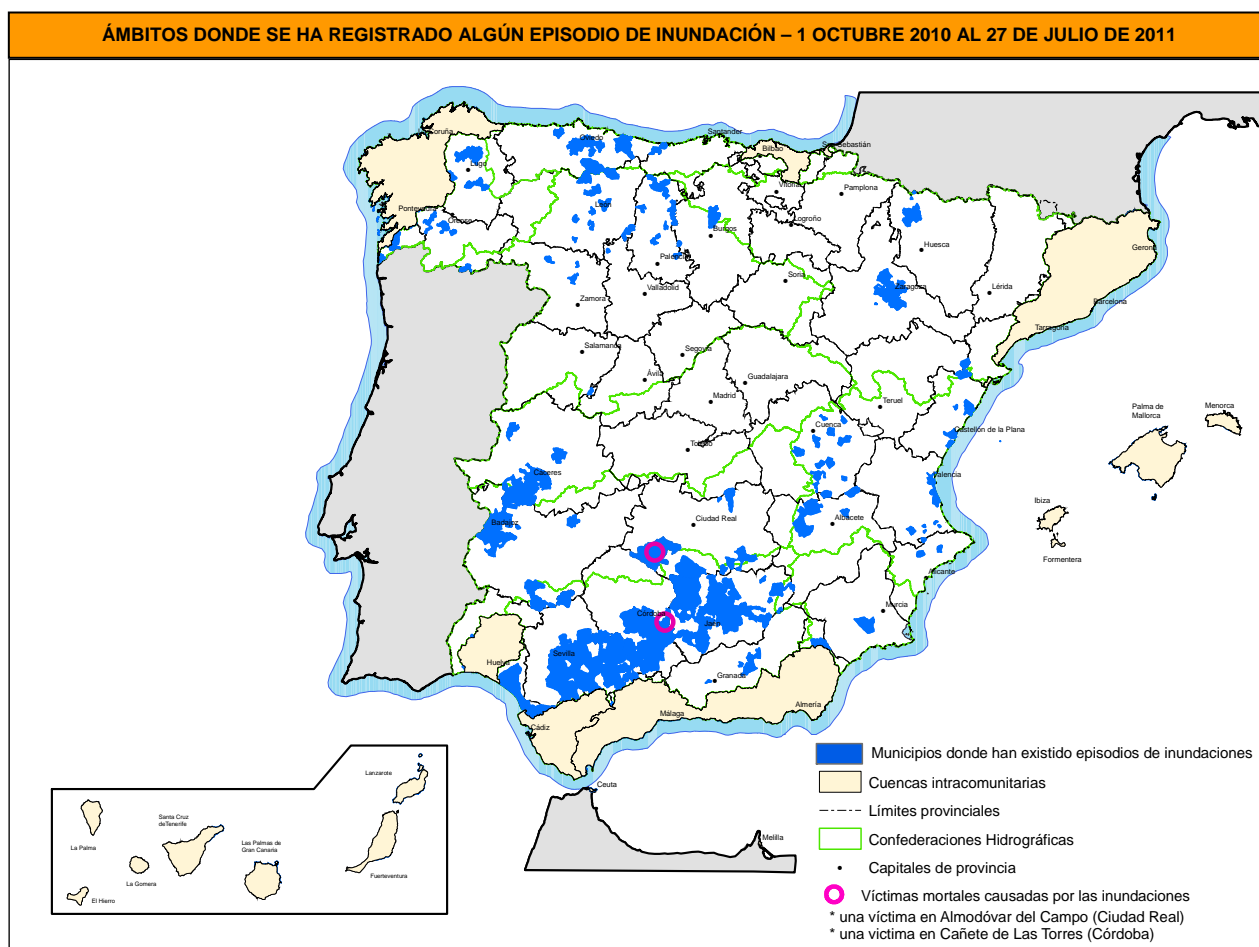 ÁMBITOS DONDE SE HA REGISTRADO ALGÚN EPISODIO DE INUNDACIÓN – 1 OCTUBRE 2010 AL 27 DE JULIO DE 2011
Coruña
Oviedo
Santander
Bilbao
San Sebastián
Lugo
Vitoria
Pamplona
Pontevedra
Orense
León
Logroño
Burgos
Huesca
Gerona
Palencia
Soria
Zaragoza
Lérida
Valladolid
Zamora
Barcelona
Tarragona
Salamanca
Segovia
Ávila
Guadalajara
Madrid
Teruel
Palma de
Mallorca
Menorca
Cuenca
Castellón de la Plana
Toledo
Cáceres
Valencia
Ibiza
Badajoz
Ciudad Real
Albacete
Formentera
Alicante
Córdoba
Murcia
Jaén
Sevilla
Huelva
Granada
Almería
Málaga
Cádiz
Ceuta
Melilla
Lanzarote
Santa Cruz
deTenerife
Las Palmas de
Gran Canaria
La Palma
La Gomera
Fuerteventura
El Hierro
Municipios donde han existido episodios de inundaciones
Cuencas intracomunitarias
Límites provinciales
Confederaciones Hidrográficas
Capitales de provincia
Víctimas mortales causadas por las inundaciones
* una víctima en Almodóvar del Campo (Ciudad Real)
* una victima en Cañete de Las Torres (Córdoba)